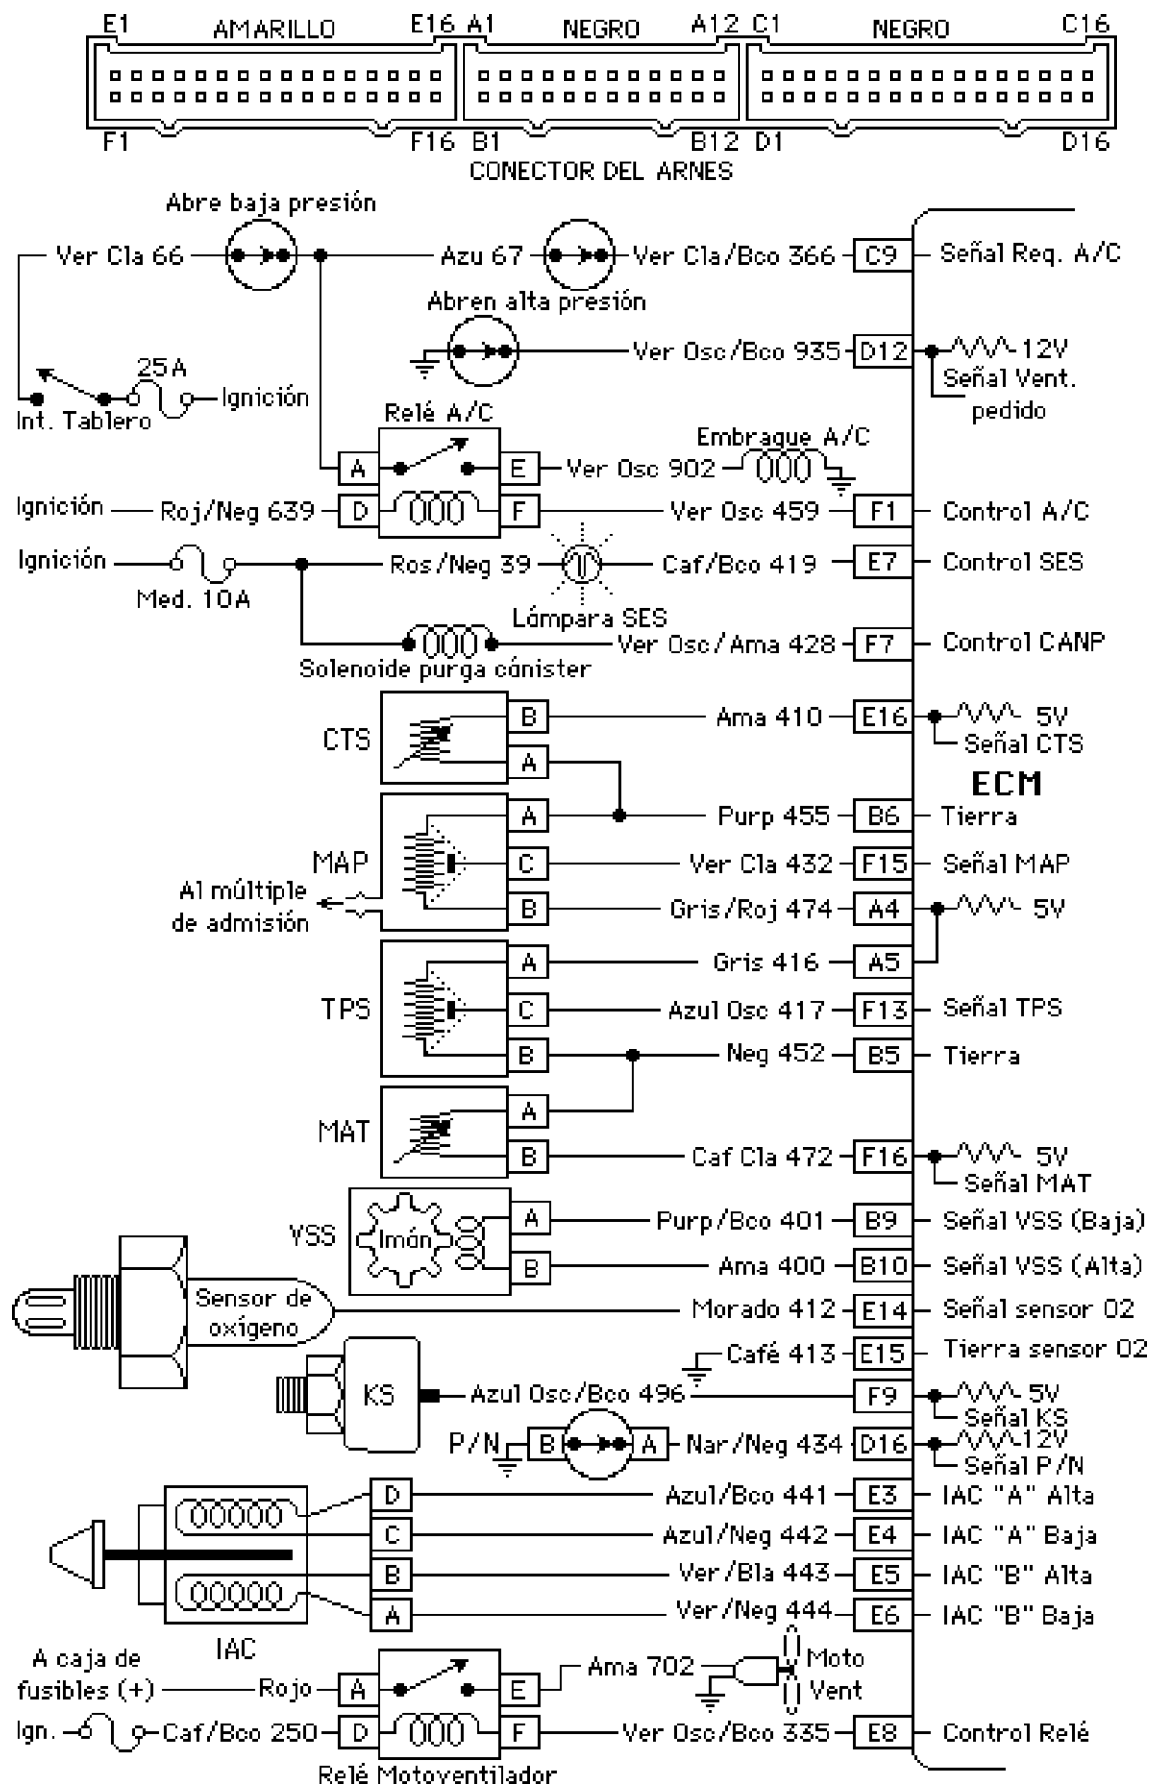 E1 AMARILLO E16 A1 NEGRO A12 C1 NEGRO C16
F1 F16 B1 B12 D1 D16
CONECTOR DEL ARNES
Abre baja presión
Ver Cla 66 Azu 67 Ver Cla/Bco 366 C9 Señal Req. A/C
Abren alta presión
Ver Osc/Bco 935 D12 12V
Señal Vent.
pedido
25A
Ignición
Int. Tablero
Relé A/C
Embrague A/C
A E Ver Osc 902
Ignición Roj/Neg 639 D F Ver Osc 459 F1 Control A/C
Ignición Ros/Neg 39 Caf/Bco 419 E7 Control SES
Med. 10A
Lámpara SES
Ver Osc/Ama 428 F7 Control CANP
Solenoide purga cánister
CTS B Ama 410 E16 5V
Señal CTS
A
ECM
MAP A Purp 455 B6 Tierra
C Ver Cla 432 F15 Señal MAP
Al múltiple
de admisión
B Gris/Roj 474 A4 5V
TPS A Gris 416 A5
C Azul Osc 417 F13 Señal TPS
B Neg 452 B5 Tierra
MAT A
B Caf Cla 472 F16 5V
Señal MAT
VSS Imán A Purp/Bco 401 B9 Señal VSS (Baja)
B Ama 400 B10 Señal VSS (Alta)
Sensor de
oxígeno
Morado 412 E14 Señal sensor O2
Café 413 E15 Tierra sensor O2
KS Azul Osc/Bco 496 F9 5V
Señal KS
P/N B A Nar/Neg 434 D16 12V
Señal P/N
D Azul/Bco 441 E3 IAC "A" Alta
C Azul/Neg 442 E4 IAC "A" Baja
B Ver/Bla 443 E5 IAC "B" Alta
A Ver/Neg 444 E6 IAC "B" Baja
IAC
A caja de
fusibles (+) Rojo A E Ama 702 Moto
Vent
Ign. Caf/Bco 250 D F Ver Osc/Bco 335 E8 Control Relé
Relé Motoventilador